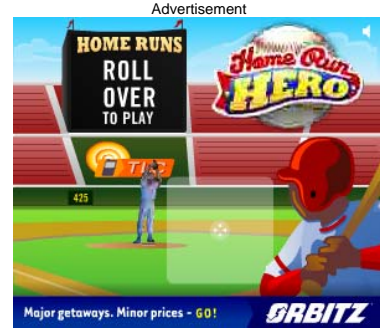 Advertisement
HOME RUNS
ROLL
OVER
TO PLAY
Home Run
HERO
425
Major getaways. Minor prices - GO!
ORBITZ